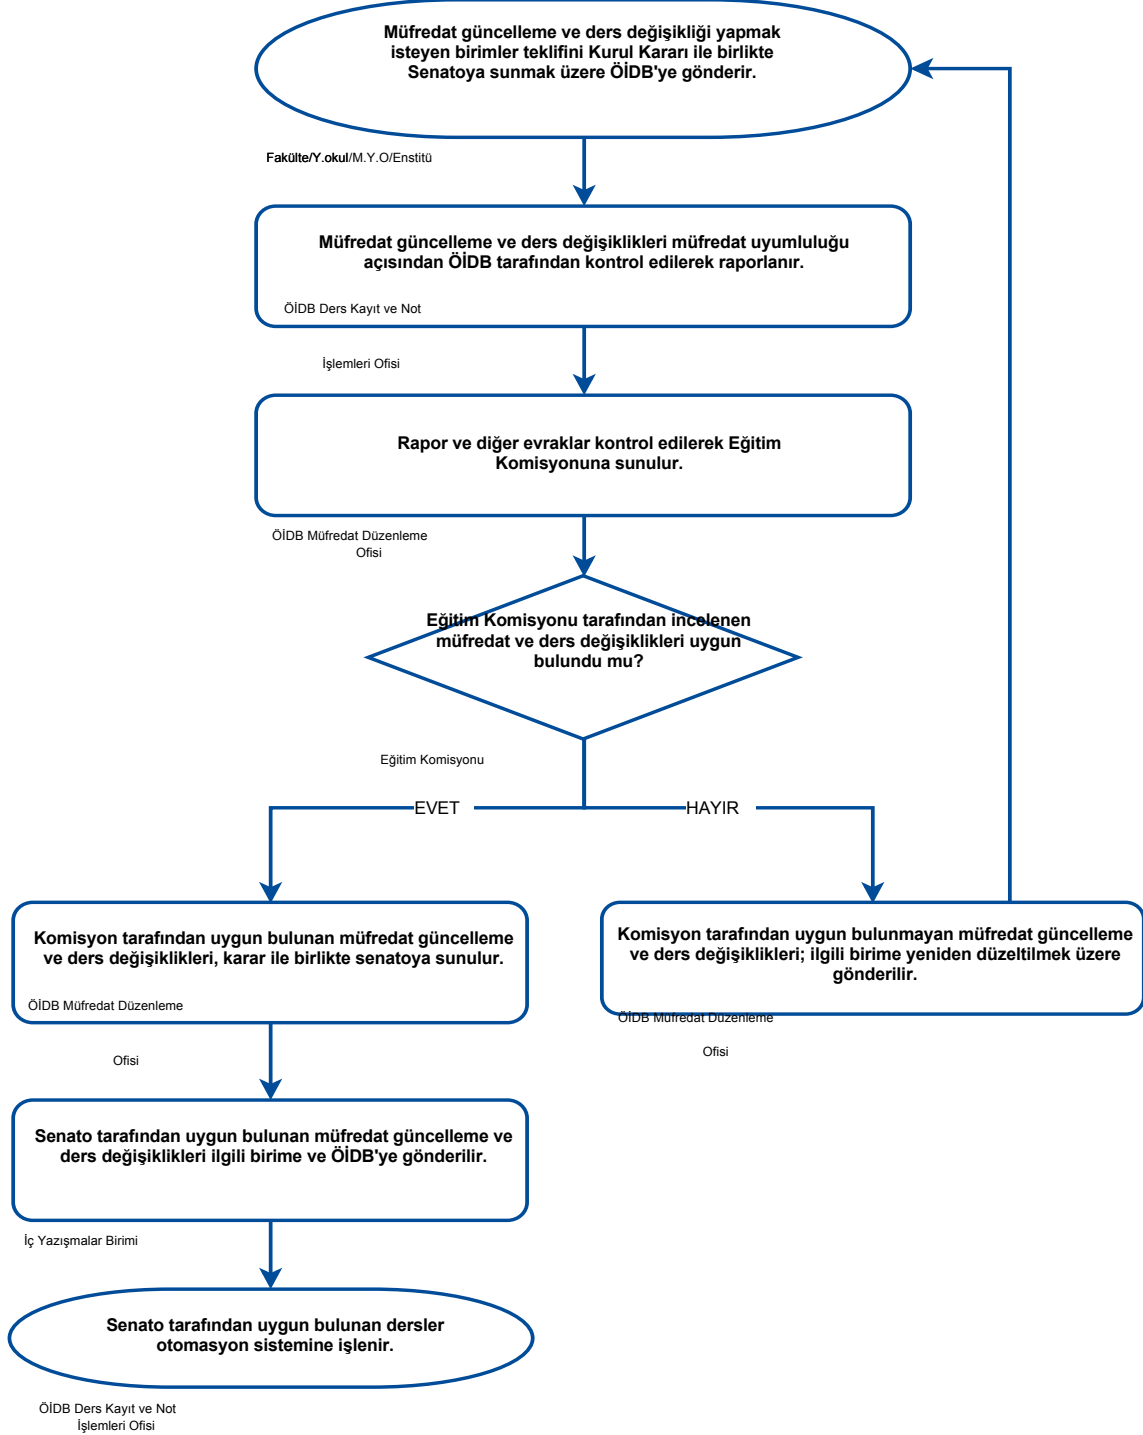 Müfredat güncelleme ve ders değişikliği yapmak
isteyen birimler teklifini Kurul Kararı ile birlikte
Senatoya sunmak üzere ÖİDB'ye gönderir.
Fakülte/Y.okul/M.Y.O/Enstitü
Müfredat güncelleme ve ders değişiklikleri müfredat uyumluluğu
açısından ÖİDB tarafından kontrol edilerek raporlanır.
ÖİDB Ders Kayıt ve Not
İşlemleri Ofisi
Rapor ve diğer evraklar kontrol edilerek Eğitim
Komisyonuna sunulur.
ÖİDB Müfredat Düzenleme
Ofisi
Eğitim Komisyonu tarafından incelenen
müfredat ve ders değişiklikleri uygun
bulundu mu?
Eğitim Komisyonu
EVET
HAYIR
Komisyon tarafından uygun bulunan müfredat güncelleme
ve ders değişiklikleri, karar ile birlikte senatoya sunulur.
ÖİDB Müfredat Düzenleme
Ofisi
Komisyon tarafından uygun bulunmayan müfredat güncelleme
ve ders değişiklikleri; ilgili birime yeniden düzeltilmek üzere
gönderilir.
ÖİDB Müfredat Düzenleme
Ofisi
Senato tarafından uygun bulunan müfredat güncelleme ve
ders değişiklikleri ilgili birime ve ÖİDB'ye gönderilir.
İç Yazışmalar Birimi
Senato tarafından uygun bulunan dersler
otomasyon sistemine işlenir.
ÖİDB Ders Kayıt ve Not
İşlemleri Ofisi